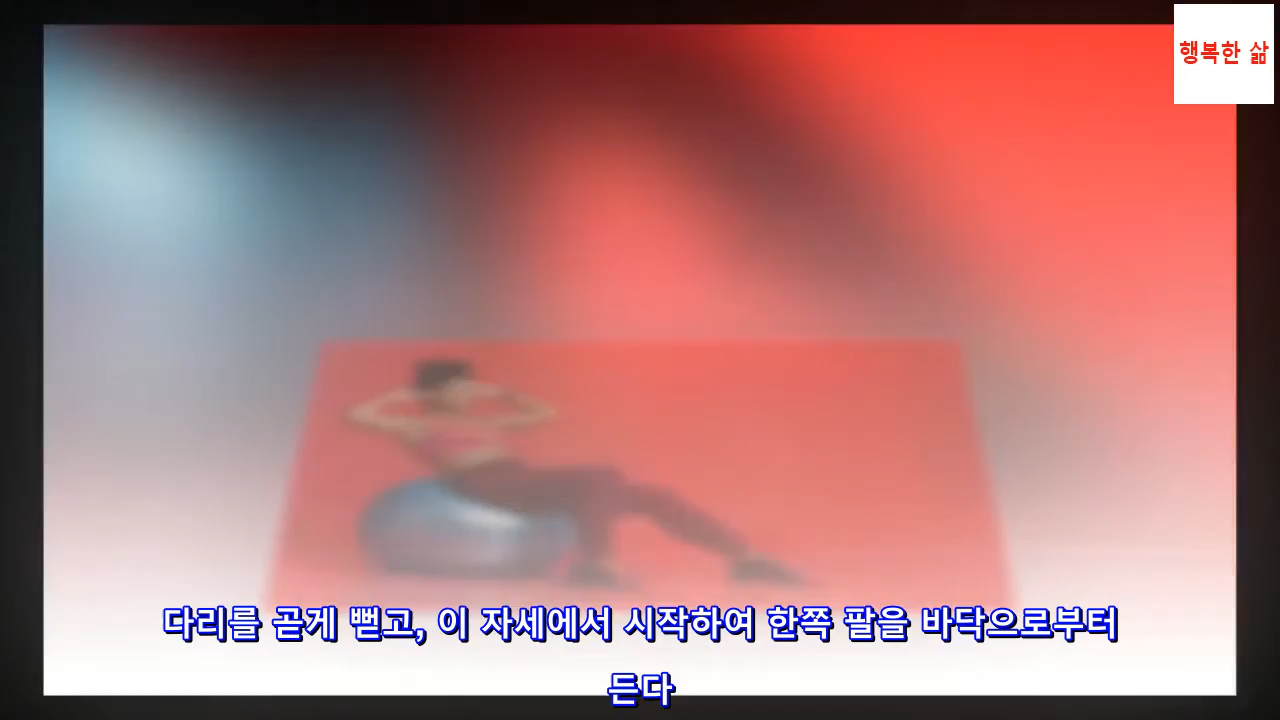 행복한 삶
다리를 곧게 뻗고, 이 자세에서 시작하여 한쪽 팔을 바닥으로부터
든다